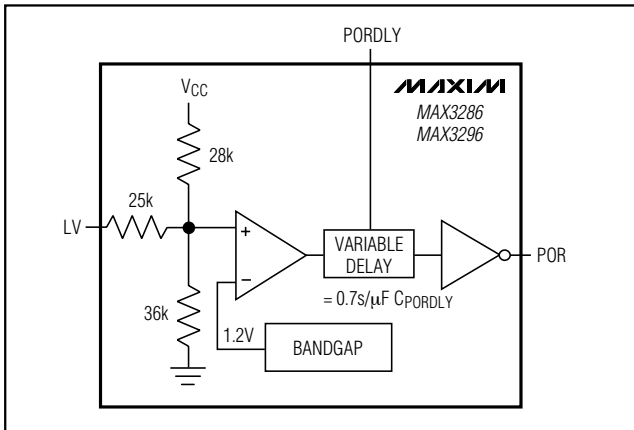 PORDLY
MAXIM
MAX3286
MAX3296
VCC
28k
25k
LV
+
−
VARIABLE
DELAY
POR
= 0.7s/μF CPORDLY
36k
1.2V
BANDGAP